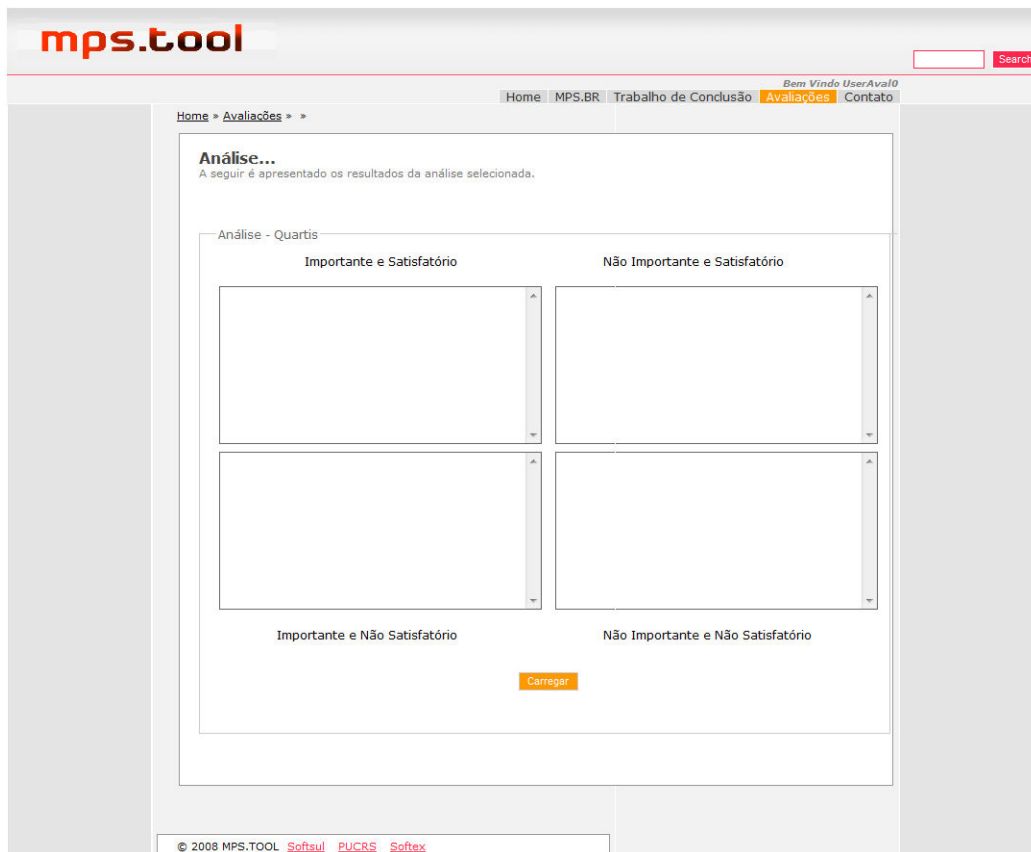 mps.tool
Search
Bem Vindo UserAval0
Home MPS.BR Trabalho de Conclusão Avaliações Contato
Home » Avaliacões » »
Análise...
A seguir é apresentado os resultados da análise selecionada.
Análise - Quartis
Importante e Satisfatório Não Importante e Satisfatório
Importante e Não Satisfatório Não Importante e Não Satisfatório
Carregar
© 2008 MPS.TOOL Softsul PUCRS Softex